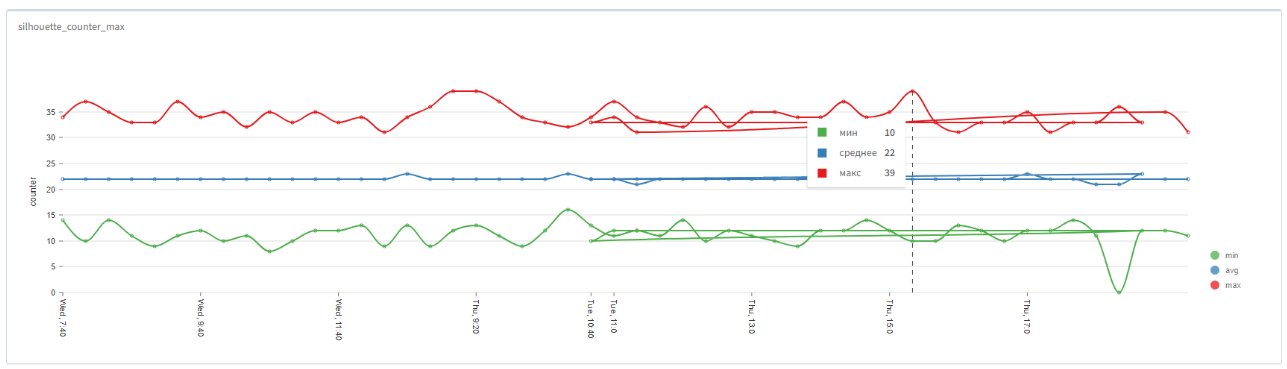 silhouette_counter_max
counter
35
30
25
20
15
10
5
0
Wed, 7:40
Wed, 9:40
Wed, 11:40
Thu, 9:20
Tue, 10:40
Tue, 11:0
Thu, 13:0
Thu, 15:0
Thu, 17:0
мин 10
среднее 22
макс 39
min
avg
max